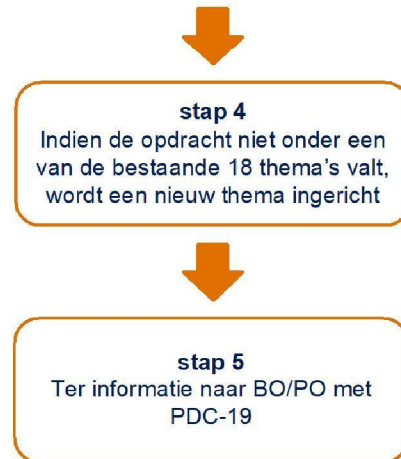 stap 4
Indien de opdracht niet onder een
van de bestaande 18 thema's valt,
wordt een nieuw thema ingericht
stap 5
Ter informatie naar BO/PO met
PDC-19